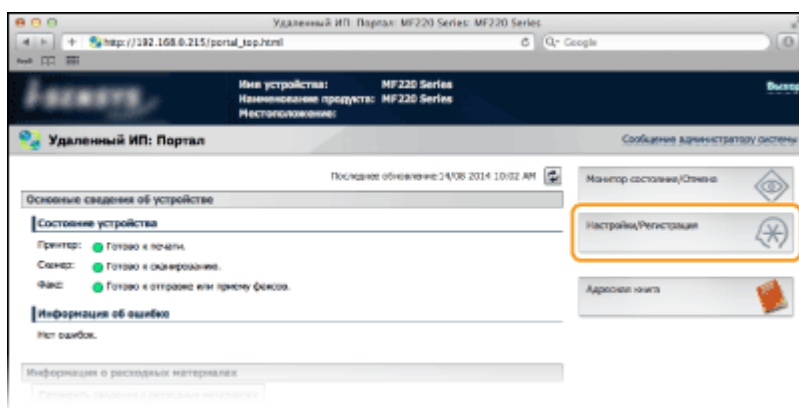 Удаленный ИП: Портал: MF220 Series: MF220 Series
http://192.168.0.215/portal_top.html
Google
Имя устройства: MF220 Series
Наименование продукта: MF220 Series
Местоположение:
Выход
Удаленный ИП: Портал
Сообщение администратору системы
Последнее обновление:14/08 2014 10:02 AM
Монитор состояния/Отмена
Основные сведения об устройстве
Состояние устройства
Настройки/Регистрация
Принтер: Готово к печати.
Сканер: Готово к сканированию.
Факс: Готово к отправке или приему факсов.
Адресная книга
Информация об ошибке
Нет ошибок.
Информация о расходных материалах